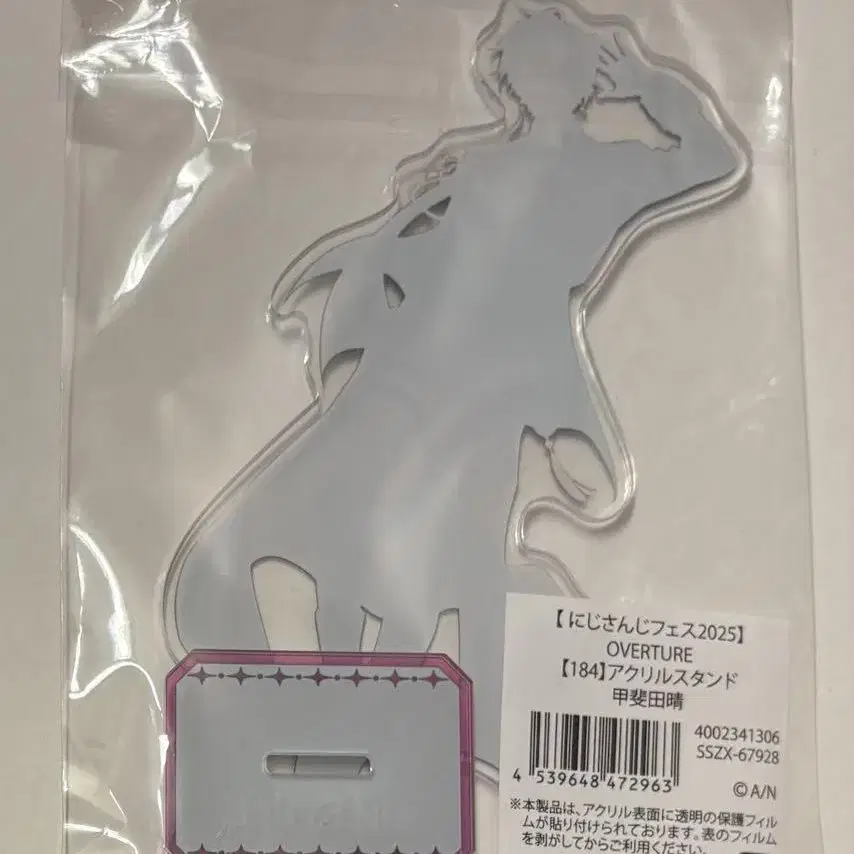 【にじさんじフェス2025】
OVERTURE
【184】アクリルスタンド
甲斐田晴
4002341306
SSZX-67928
4 539648 472963
©A/N
※本製品は、アクリル表面に透明の保護フィル
ムが貼り付けられております。表のフィルム
を剥がしてからご利用ください。